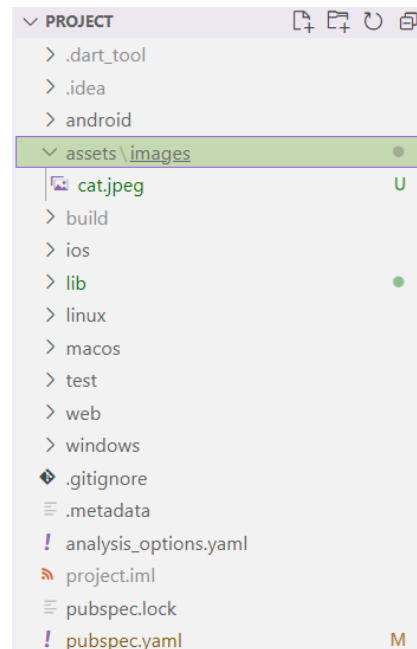 PROJECT
.dart_tool
.idea
android
assets\images
cat.jpeg U
build
ios
lib
linux
macos
test
web
windows
.gitignore
.metadata
! analysis_options.yaml
project.iml
pubspec.lock
! pubspec.yaml M